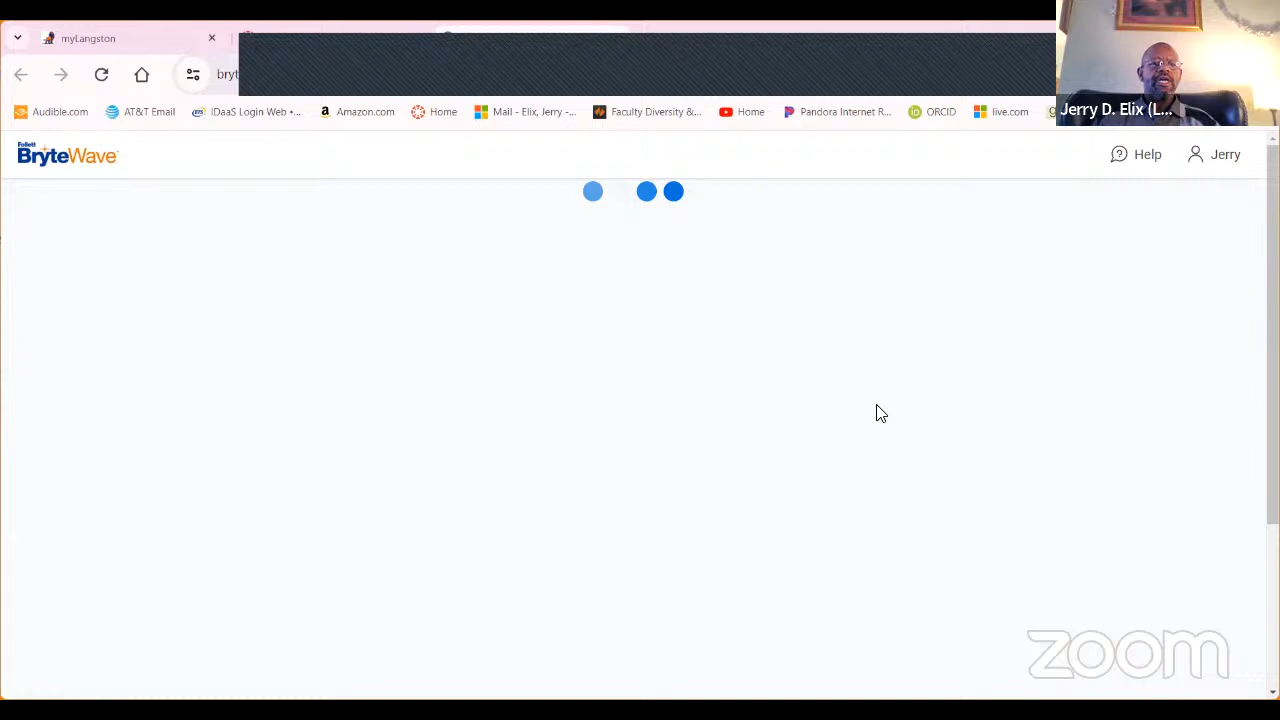 myLangston
bryt
Audible.com AT&T Email IDaaS Login Web •... Amazon.com Home Mail - Elix, Jerry -... Faculty Diversity &... Home Pandora Internet R... ORCID live.com
Jerry D. Elix (L...
Follett
BryteWave
Help Jerry
zoom